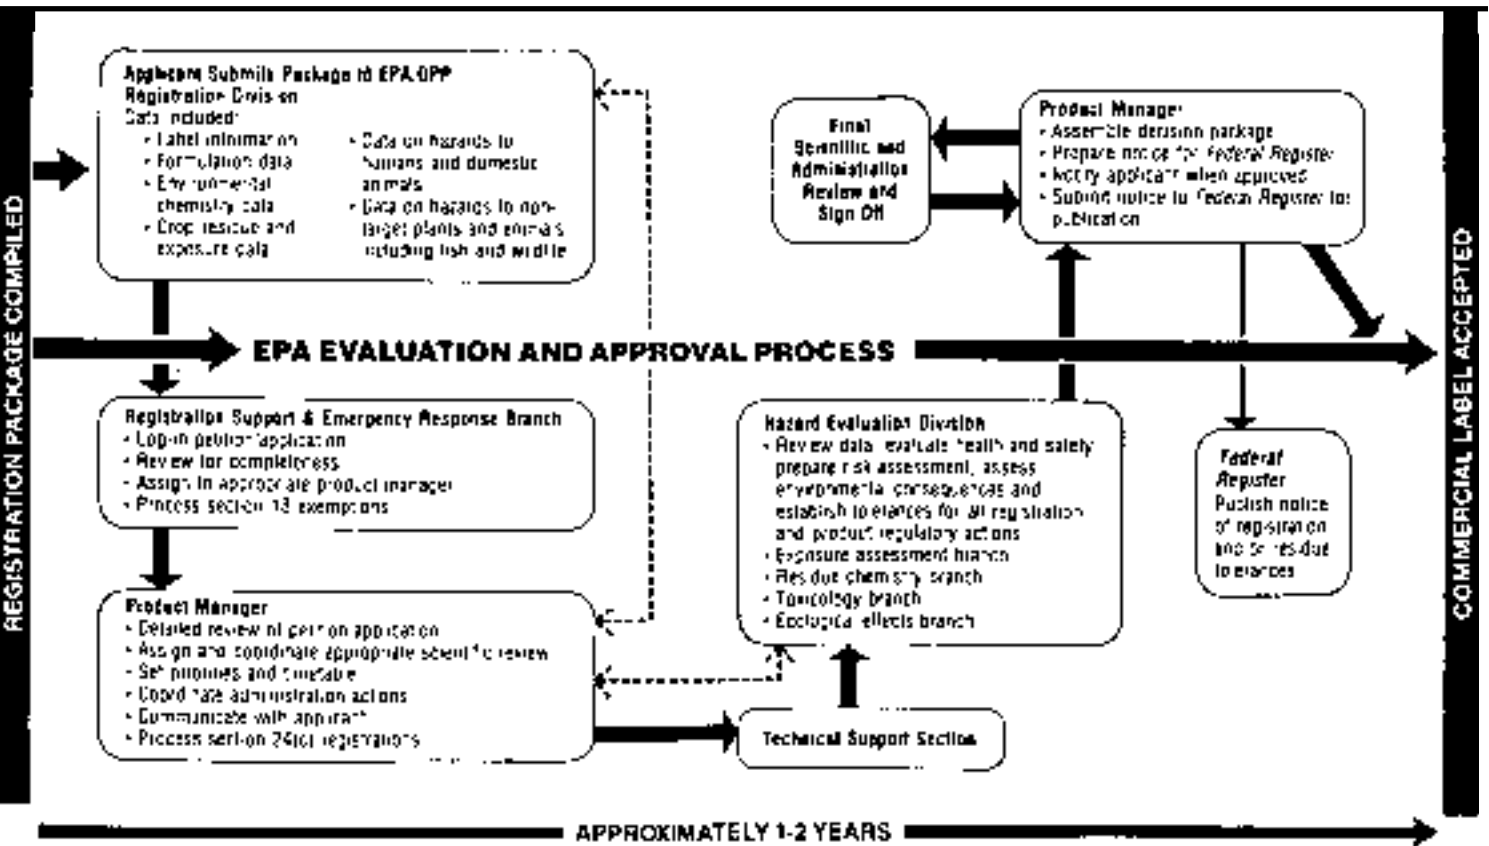 REGISTRATION PACKAGE COMPILED
Applicant Submits Package to EPA-OPP
Registration Division
Data Included:
• Label information
• Formulation data
• Environmental
chemistry data
• Crop residue and
exposure data
• Data on hazards to
humans and domestic
animals
• Data on hazards to non-
target plants and animals
including fish and wildlife
EPA EVALUATION AND APPROVAL PROCESS
Registration Support & Emergency Response Branch
• Log-in petition application
• Review for completeness
• Assign to appropriate product manager
• Process section 18 exemptions
Product Manager
• Detailed review of petition application
• Assign and coordinate appropriate scientific review
• Set priorities and timetable
• Coordinate administration actions
• Communicate with applicant
• Process section 24(c) registrations
Technical Support Section
Hazard Evaluation Division
• Review data, evaluate health and safety
prepare risk assessment, assess
environmental consequences and
establish tolerances for all registration
and product regulatory actions
• Exposure assessment branch
• Residue chemistry branch
• Toxicology branch
• Ecological effects branch
Final
Scientific and
Administration
Review and
Sign Off
Product Manager
• Assemble decision package
• Prepare notice for Federal Register
• Notify applicant when approved
• Submit notice to Federal Register for
publication
Federal
Register
Publish notice
of registration
and or residue
tolerances
COMMERCIAL LABEL ACCEPTED
APPROXIMATELY 1-2 YEARS